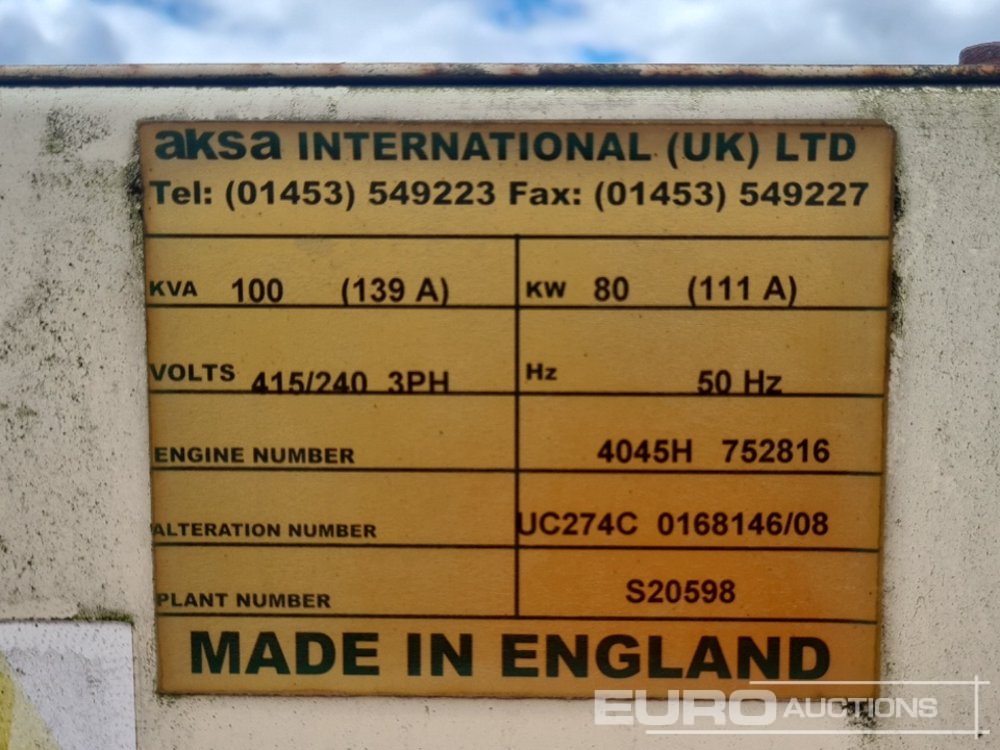 aksa INTERNATIONAL (UK) LTD
Tel: (01453) 549223 Fax: (01453) 549227
KVA 100 (139 A) KW 80 (111 A)
VOLTS 415/240 3PH Hz 50 Hz
ENGINE NUMBER 4045H 752816
ALTERATION NUMBER UC274C 0168146/08
PLANT NUMBER S20598
MADE IN ENGLAND
EURO AUCTIONS